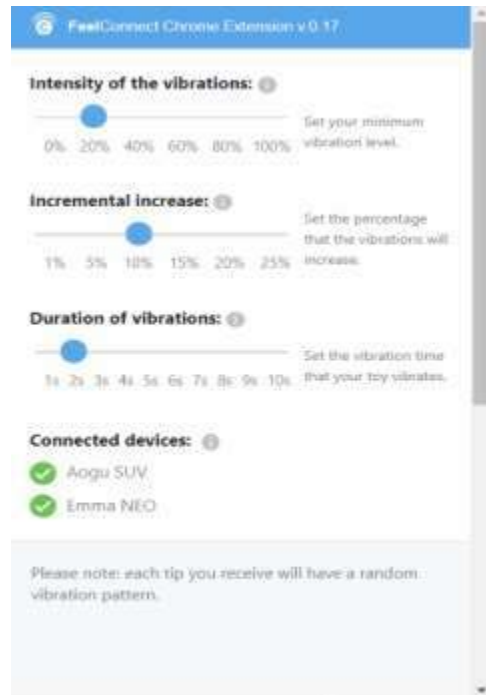 FeelConnect Chrome Extension v 0.17
Intensity of the vibrations:
Set your minimum
vibration level.
0% 20% 40% 60% 80% 100%
Incremental increase:
Set the percentage
that the vibrations will
increase.
1% 5% 10% 15% 20% 25%
Duration of vibrations:
Set the vibration time
that your toy vibrates.
1s 2s 3s 4s 5s 6s 7s 8s 9s 10s
Connected devices:
Aogu SUV
Emma NEO
Please note: each tip you receive will have a random
vibration pattern.